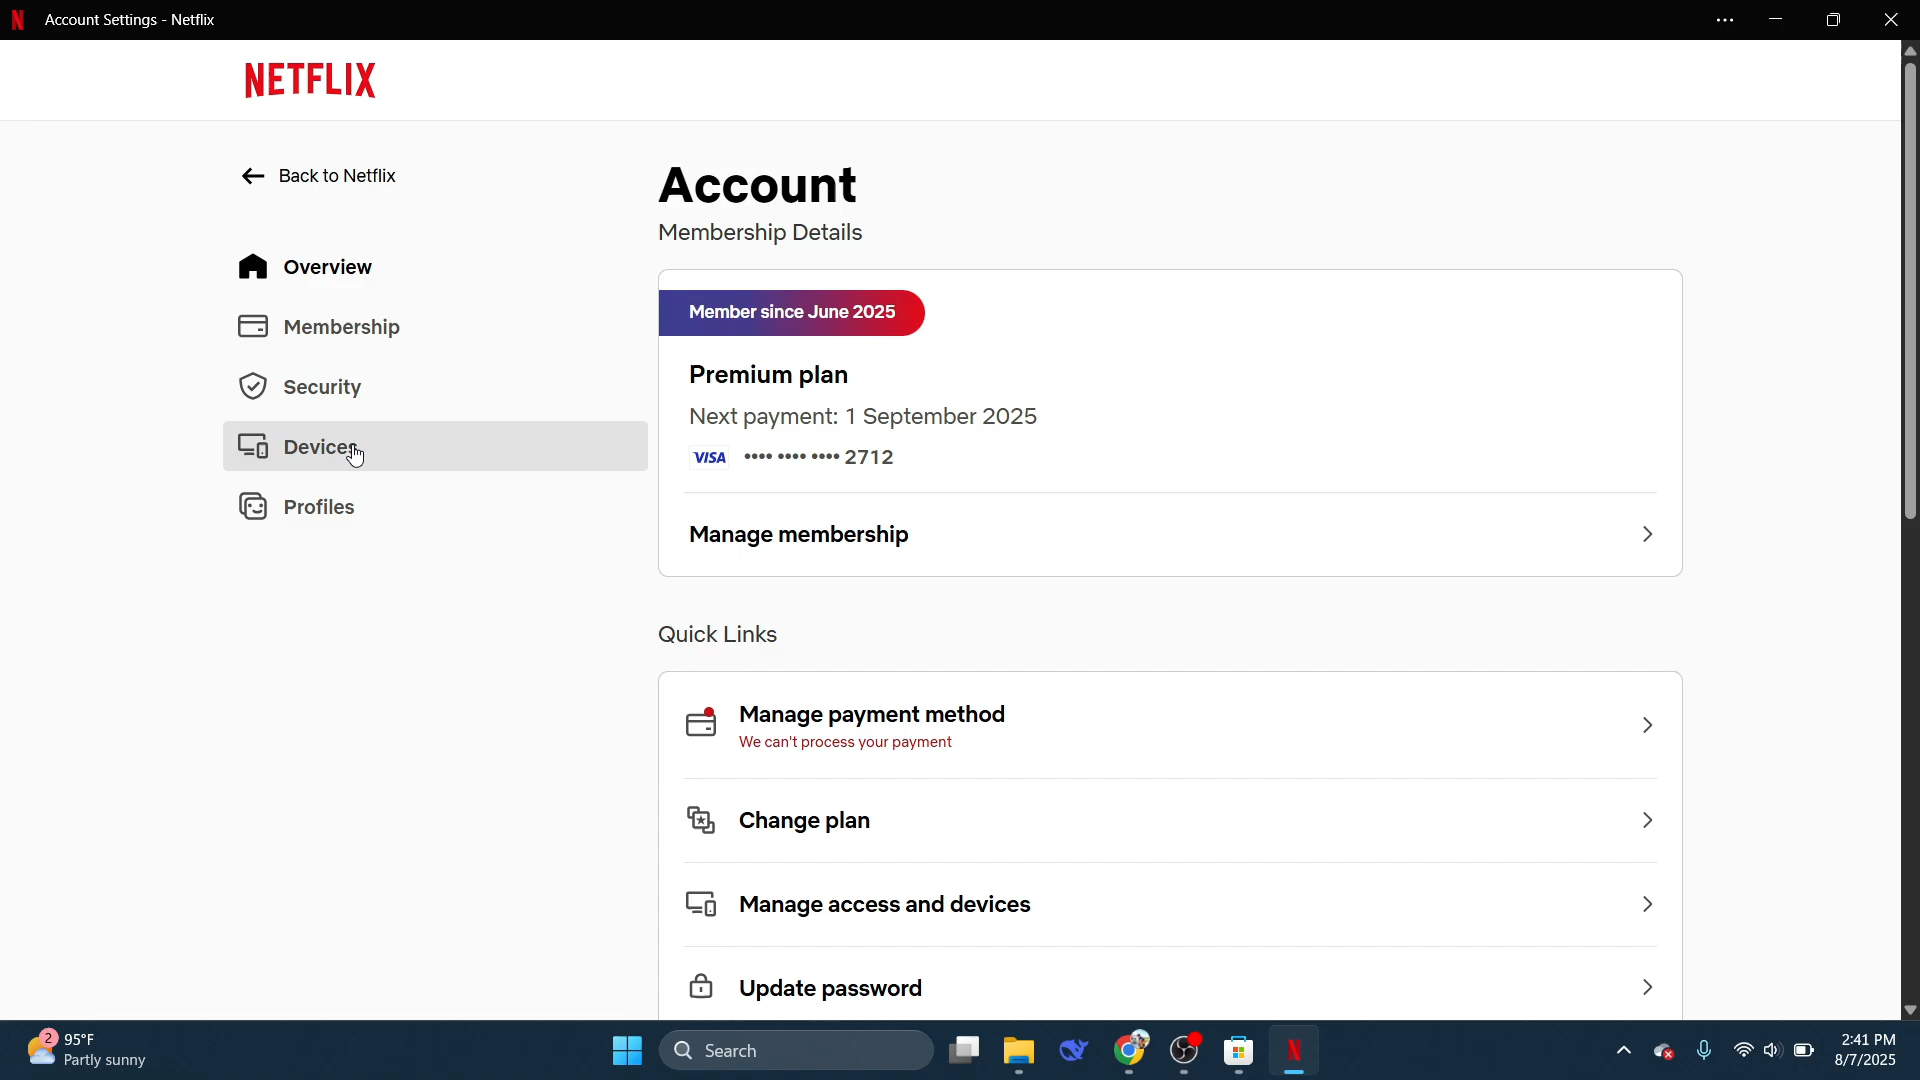 Account Settings - Netflix
NETFLIX
Back to Netflix
Overview
Membership
Security
Devices
Profiles
Account
Membership Details
Member since June 2025
Premium plan
Next payment: 1 September 2025
VISA •••• •••• •••• 2712
Manage membership
Quick Links
Manage payment method
We can't process your payment
Change plan
Manage access and devices
Update password
2
95°F
Partly sunny
Search
2:41 PM
8/7/2025